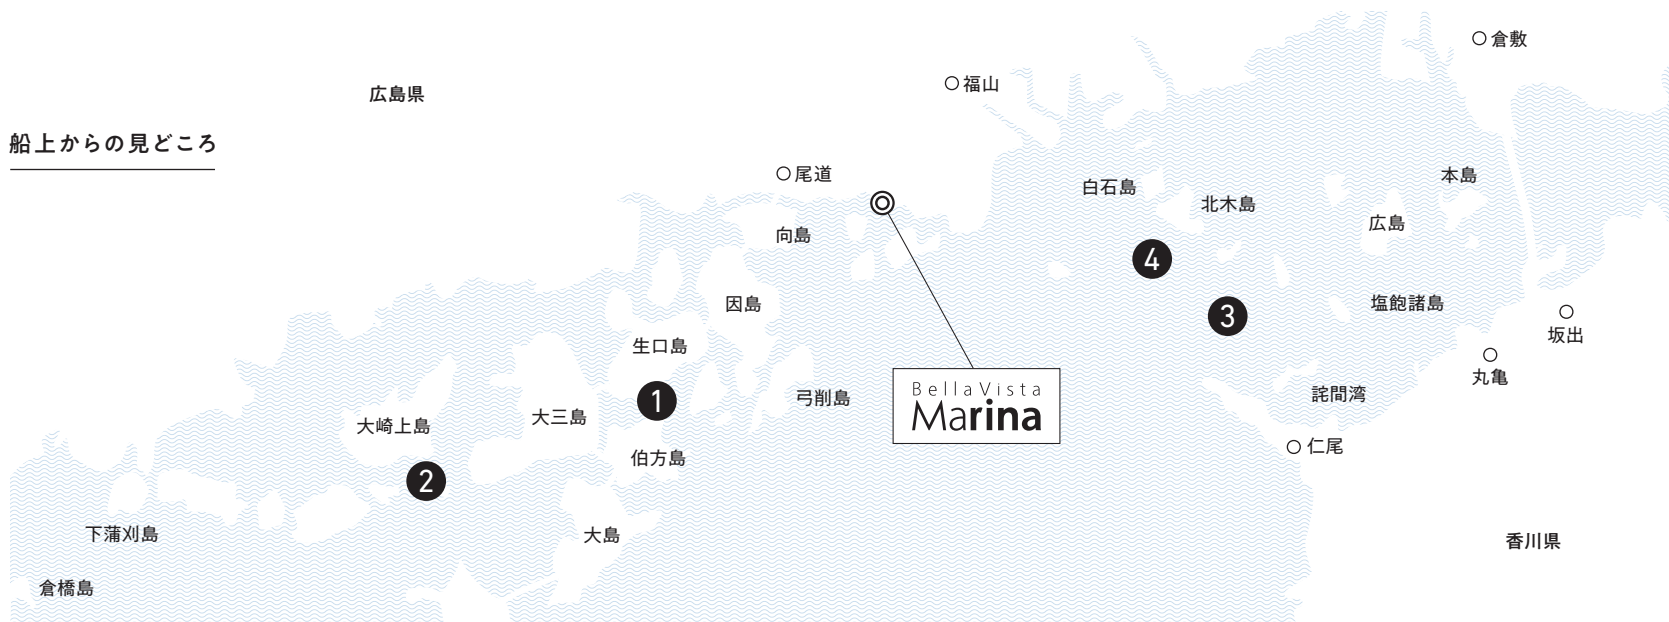 倉敷
福山
広島県
船上からの見どころ
尾道
本島
白石島
北木島
広島
向島
4
因島
塩飽諸島
3
坂出
生口島
丸亀
1
弓削島
Bella Vista
Marina
詫間湾
大三島
大崎上島
仁尾
伯方島
2
下蒲刈島
大島
香川県
倉橋島